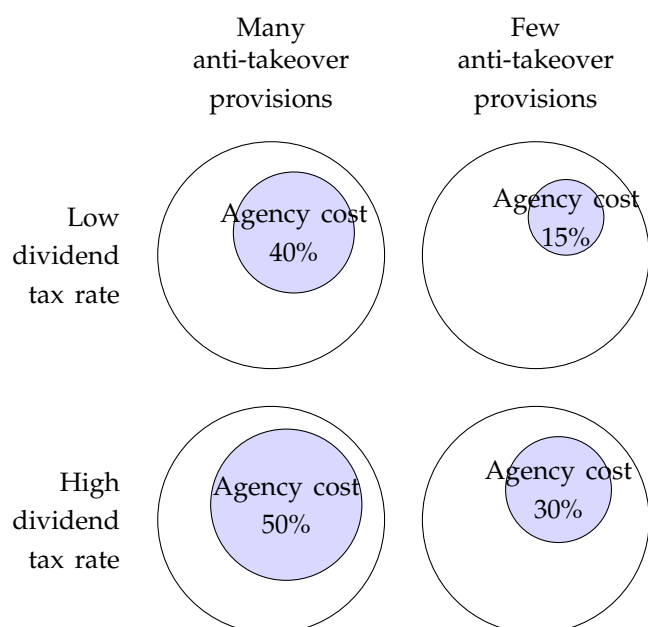 Many
anti-takeover
provisions
Few
anti-takeover
provisions
Low
dividend
tax rate
Agency cost
40%
Agency cost
15%
High
dividend
tax rate
Agency cost
50%
Agency cost
30%